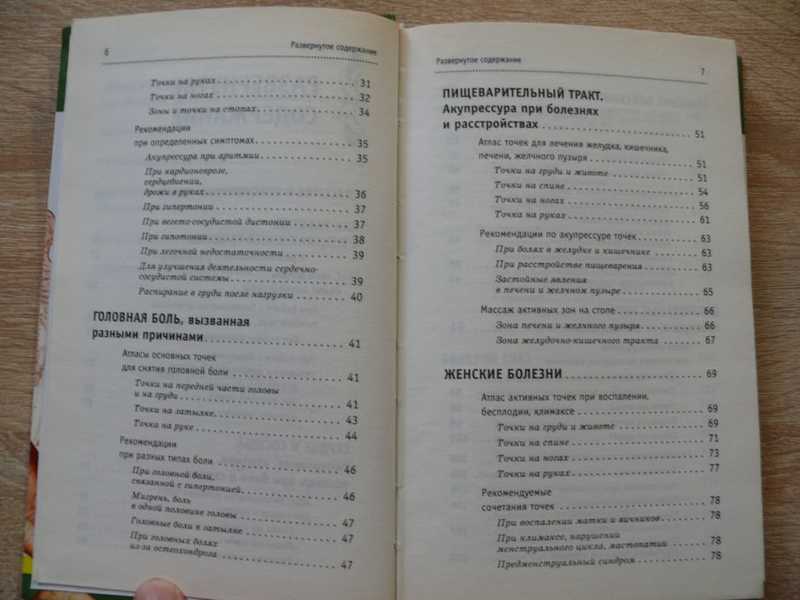 6 Развернутое содержание
Точки на руках 31
Точки на ногах 32
Зоны и точки на стопах 34
Рекомендации
при определенных симптомах 35
Акупрессура при аритмии 35
При кардионеврозе,
сердцебиении,
дрожи в руках 36
При гипертонии 37
При вегето-сосудистой дистонии 37
При гипотонии 38
При легочной недостаточности 39
Для улучшения деятельности сердечно-
сосудистой системы 39
Распирание в груди после нагрузки 40
ГОЛОВНАЯ БОЛЬ, вызванная
разными причинами 41
Атласы основных точек
для снятия головной боли 41
Точки на передней части головы
и на груди 41
Точки на затылке 43
Точка на руке 44
Рекомендации
при разных типах боли 46
При головной боли,
связанной с гипертонией 46
Мигрень, боль
в одной половине головы 47
Головные боли в затылке 47
При головных болях
из-за остеохондроза 47
Развернутое содержание 7
ПИЩЕВАРИТЕЛЬНЫЙ ТРАКТ.
Акупрессура при болезнях
и расстройствах 51
Атлас точек для лечения желудка, кишечника,
печени, желчного пузыря 51
Точки на груди и животе 51
Точки на спине 54
Точки на ногах 56
Точка на руках 61
Рекомендации по акупрессуре точек 63
При болях в желудке и кишечнике 63
При расстройстве пищеварения 63
Застойные явления
в печени и желчном пузыре 65
Массаж активных зон на стопе 66
Зона печени и желчного пузыря 66
Зона желудочно-кишечного тракта 67
ЖЕНСКИЕ БОЛЕЗНИ 69
Атлас активных точек при воспалении,
бесплодии, климаксе 69
Точки на груди и животе 69
Точки на спине 71
Точки на ногах 73
Точки на руках 77
Рекомендуемые
сочетания точек 78
При воспалении матки и яичников 78
При климаксе, нарушении
менструального цикла, мастопатии 78
Предменструальный синдром 78